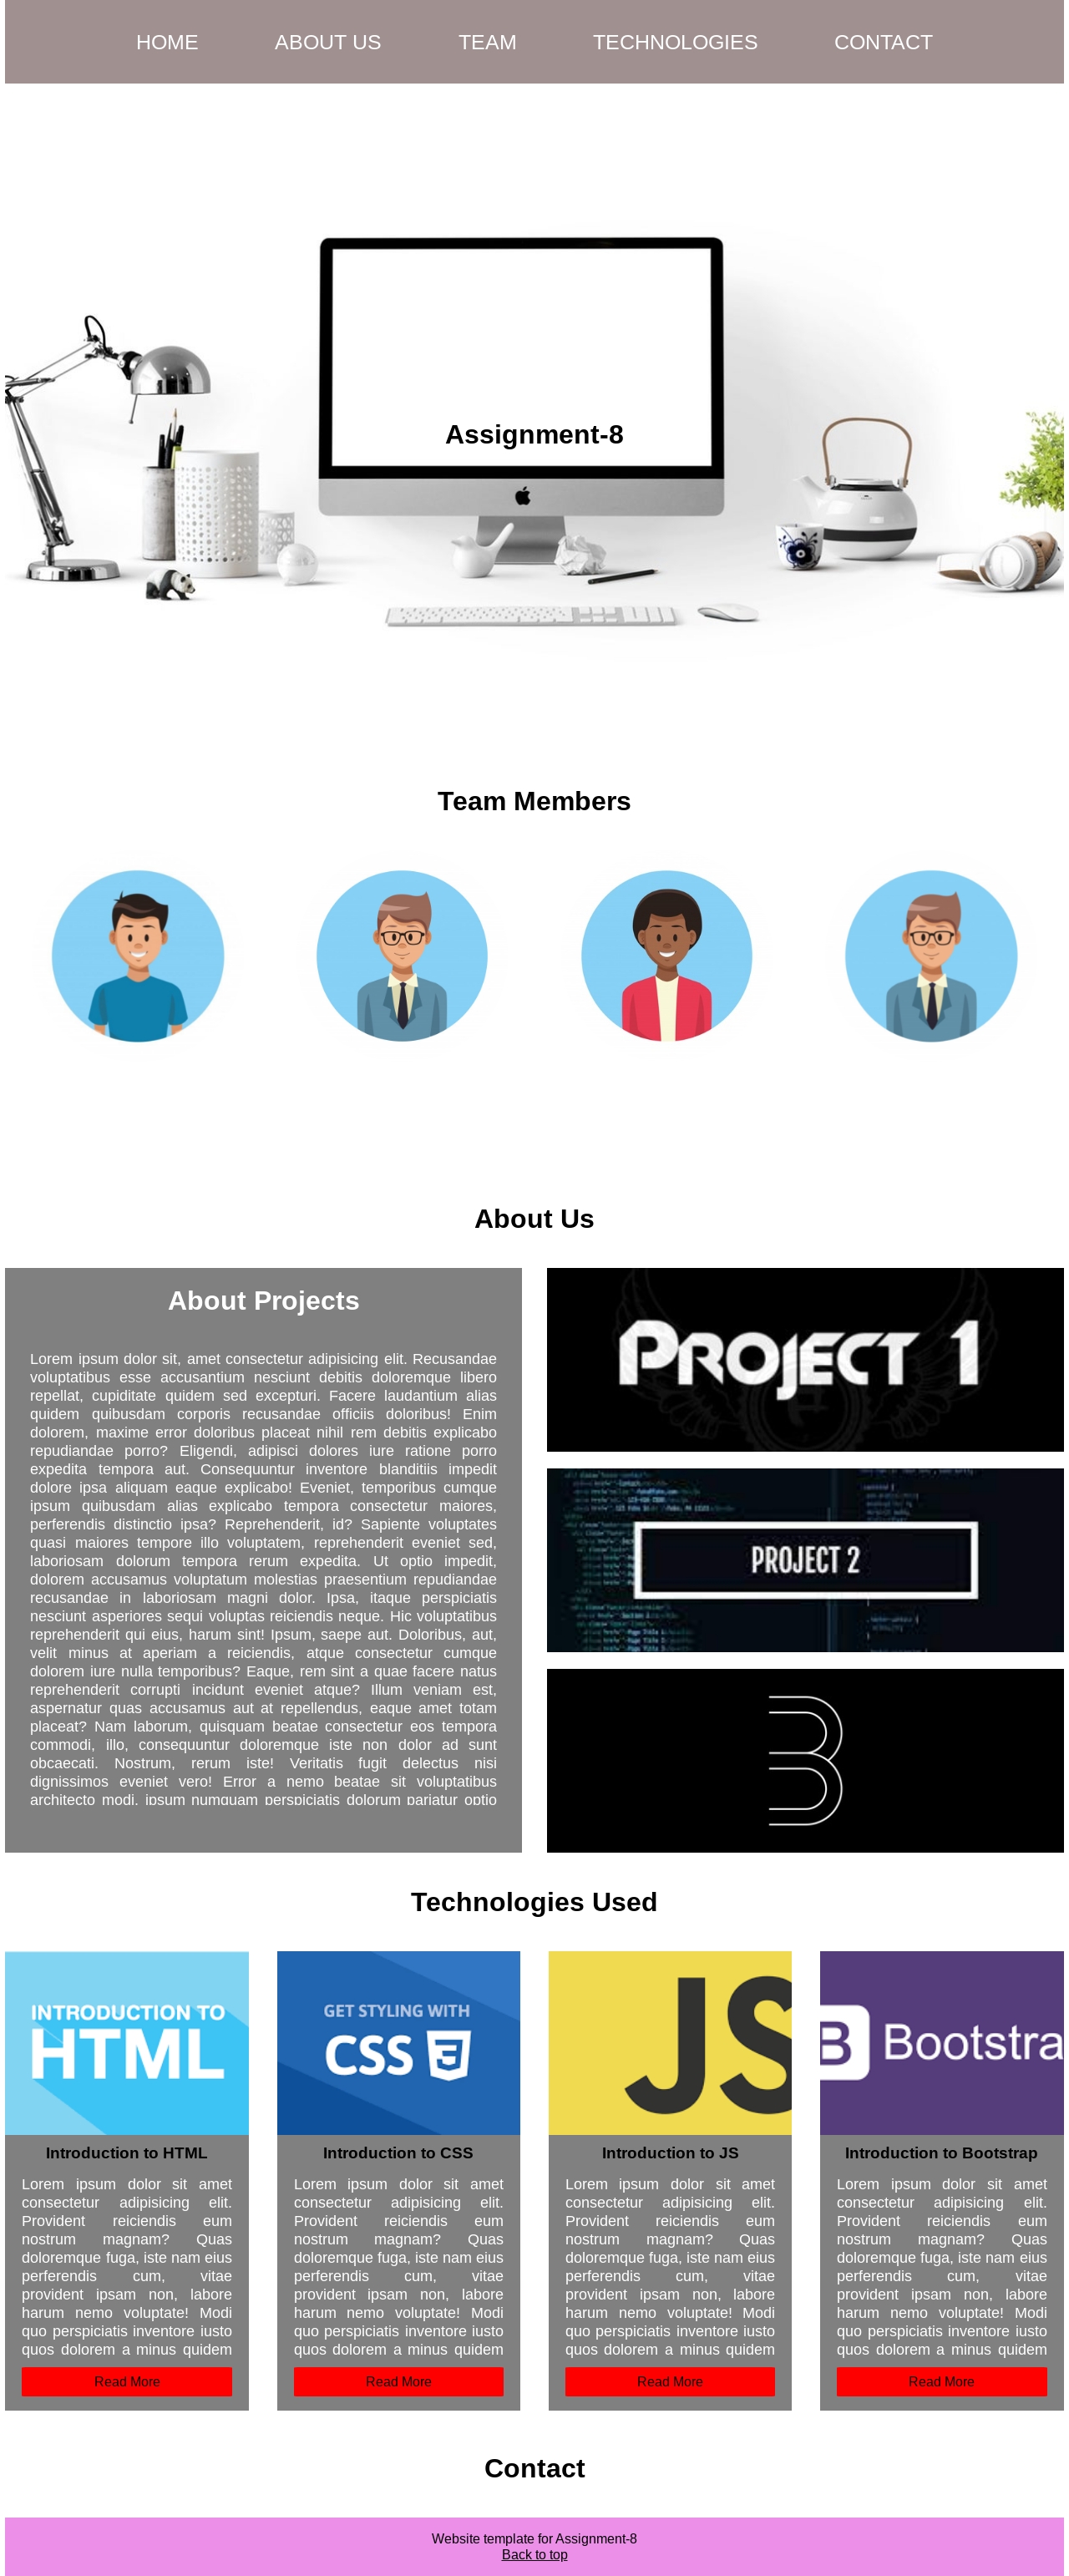 HOME ABOUT US TEAM TECHNOLOGIES CONTACT
Assignment-8
Team Members
About Us
About Projects
Lorem ipsum dolor sit, amet consectetur adipisicing elit. Recusandae
voluptatibus esse accusantium nesciunt debitis doloremque libero
repellat, cupiditate quidem sed excepturi. Facere laudantium alias
quidem quibusdam corporis recusandae officiis doloribus! Enim
dolorem, maxime error doloribus placeat nihil rem debitis explicabo
repudiandae porro? Eligendi, adipisci dolores iure ratione porro
expedita tempora aut. Consequuntur inventore blanditiis impedit
dolore ipsa aliquam eaque explicabo! Eveniet, temporibus cumque
ipsum quibusdam alias explicabo tempora consectetur maiores,
perferendis distinctio ipsa? Reprehenderit, id? Sapiente voluptates
quasi maiores tempore illo voluptatem, reprehenderit eveniet sed,
laboriosam dolorum tempora rerum expedita. Ut optio impedit,
dolorem accusamus voluptatum molestias praesentium repudiandae
recusandae in laboriosam magni dolor. Ipsa, itaque perspiciatis
nesciunt asperiores sequi voluptas reiciendis neque. Hic voluptatibus
reprehenderit qui eius, harum sint! Ipsum, saepe aut. Doloribus, aut,
velit minus at aperiam a reiciendis, atque consectetur cumque
dolorem iure nulla temporibus? Eaque, rem sint a quae facere natus
reprehenderit corrupti incidunt eveniet atque? Illum veniam est,
aspernatur quas accusamus aut at repellendus, eaque amet totam
placeat? Nam laborum, quisquam beatae consectetur eos tempora
commodi, illo, consequuntur doloremque iste non dolor ad sunt
obcaecati. Nostrum, rerum iste! Veritatis fugit delectus nisi
dignissimos eveniet vero! Error a nemo beatae sit voluptatibus
architecto modi, ipsum numquam perspiciatis dolorum pariatur optio
PROJECT 1
PROJECT 2
3
Technologies Used
INTRODUCTION TO
HTML
Introduction to HTML
Lorem ipsum dolor sit amet
consectetur adipisicing elit.
Provident reiciendis eum
nostrum magnam? Quas
doloremque fuga, iste nam eius
perferendis cum, vitae
provident ipsam non, labore
harum nemo voluptate! Modi
quo perspiciatis inventore iusto
quos dolorem a minus quidem
Read More
GET STYLING WITH
CSS 3
Introduction to CSS
Lorem ipsum dolor sit amet
consectetur adipisicing elit.
Provident reiciendis eum
nostrum magnam? Quas
doloremque fuga, iste nam eius
perferendis cum, vitae
provident ipsam non, labore
harum nemo voluptate! Modi
quo perspiciatis inventore iusto
quos dolorem a minus quidem
Read More
JS
Introduction to JS
Lorem ipsum dolor sit amet
consectetur adipisicing elit.
Provident reiciendis eum
nostrum magnam? Quas
doloremque fuga, iste nam eius
perferendis cum, vitae
provident ipsam non, labore
harum nemo voluptate! Modi
quo perspiciatis inventore iusto
quos dolorem a minus quidem
Read More
B Bootstra
Introduction to Bootstrap
Lorem ipsum dolor sit amet
consectetur adipisicing elit.
Provident reiciendis eum
nostrum magnam? Quas
doloremque fuga, iste nam eius
perferendis cum, vitae
provident ipsam non, labore
harum nemo voluptate! Modi
quo perspiciatis inventore iusto
quos dolorem a minus quidem
Read More
Contact
Website template for Assignment-8
Back to top